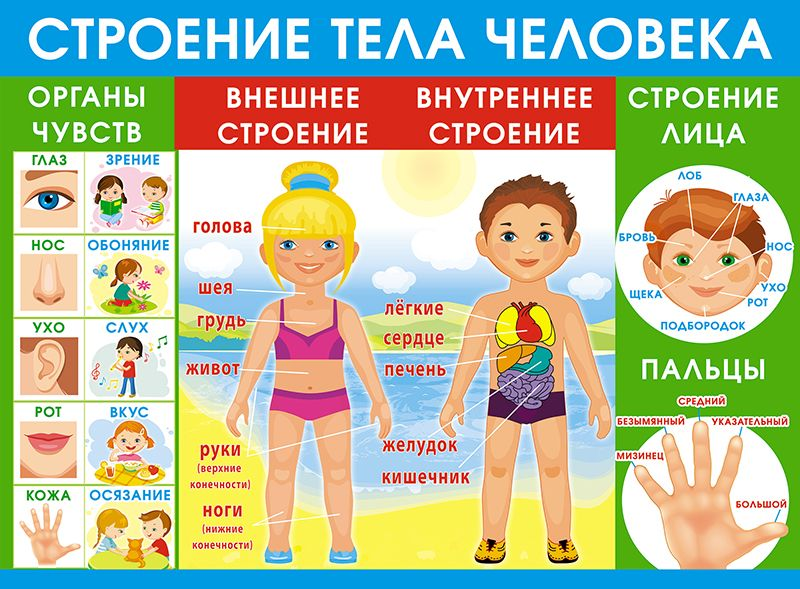 СТРОЕНИЕ ТЕЛА ЧЕЛОВЕКА
ОРГАНЫ
ЧУВСТВ
ГЛАЗ
ЗРЕНИЕ
НОС
ОБОНЯНИЕ
УХО
СЛУХ
РОТ
ВКУС
КОЖА
ОСЯЗАНИЕ
ВНЕШНЕЕ
СТРОЕНИЕ
голова
шея
грудь
живот
руки
(верхние
конечности)
ноги
(нижние
конечности)
ВНУТРЕННЕЕ
СТРОЕНИЕ
лёгкие
сердце
печень
желудок
кишечник
СТРОЕНИЕ
ЛИЦА
ЛОБ
ГЛАЗА
БРОВЬ
НОС
ЩЕКА
УХО
РОТ
ПОДБОРОДОК
ПАЛЬЦЫ
СРЕДНИЙ
БЕЗЫМЯННЫЙ
УКАЗАТЕЛЬНЫЙ
МИЗИНЕЦ
БОЛЬШОЙ